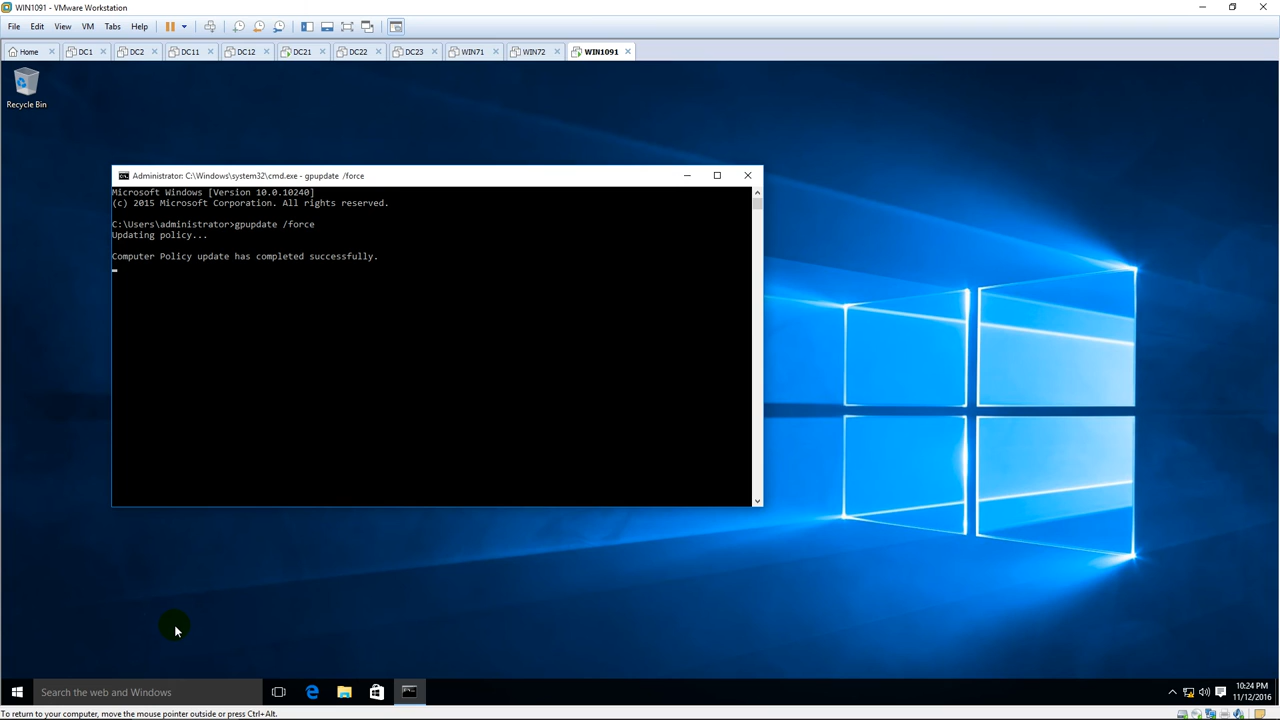 WIN1091 - VMware Workstation
File Edit View VM Tabs Help
Home DC1 DC2 DC11 DC12 DC21 DC22 DC23 WIN71 WIN72 WIN1091
Recycle Bin
Administrator: C:\Windows\system32\cmd.exe - gpupdate /force
Microsoft Windows [Version 10.0.10240]
(c) 2015 Microsoft Corporation. All rights reserved.
C:\Users\administrator>gpupdate /force
Updating policy...
Computer Policy update has completed successfully.
Search the web and Windows
10:24 PM
11/12/2016
To return to your computer, move the mouse pointer outside or press Ctrl+Alt.